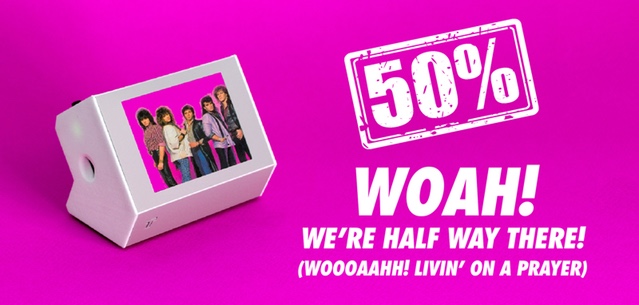 50%
WOAH!
WE'RE HALF WAY THERE!
(WOOOAAHH! LIVIN' ON A PRAYER)